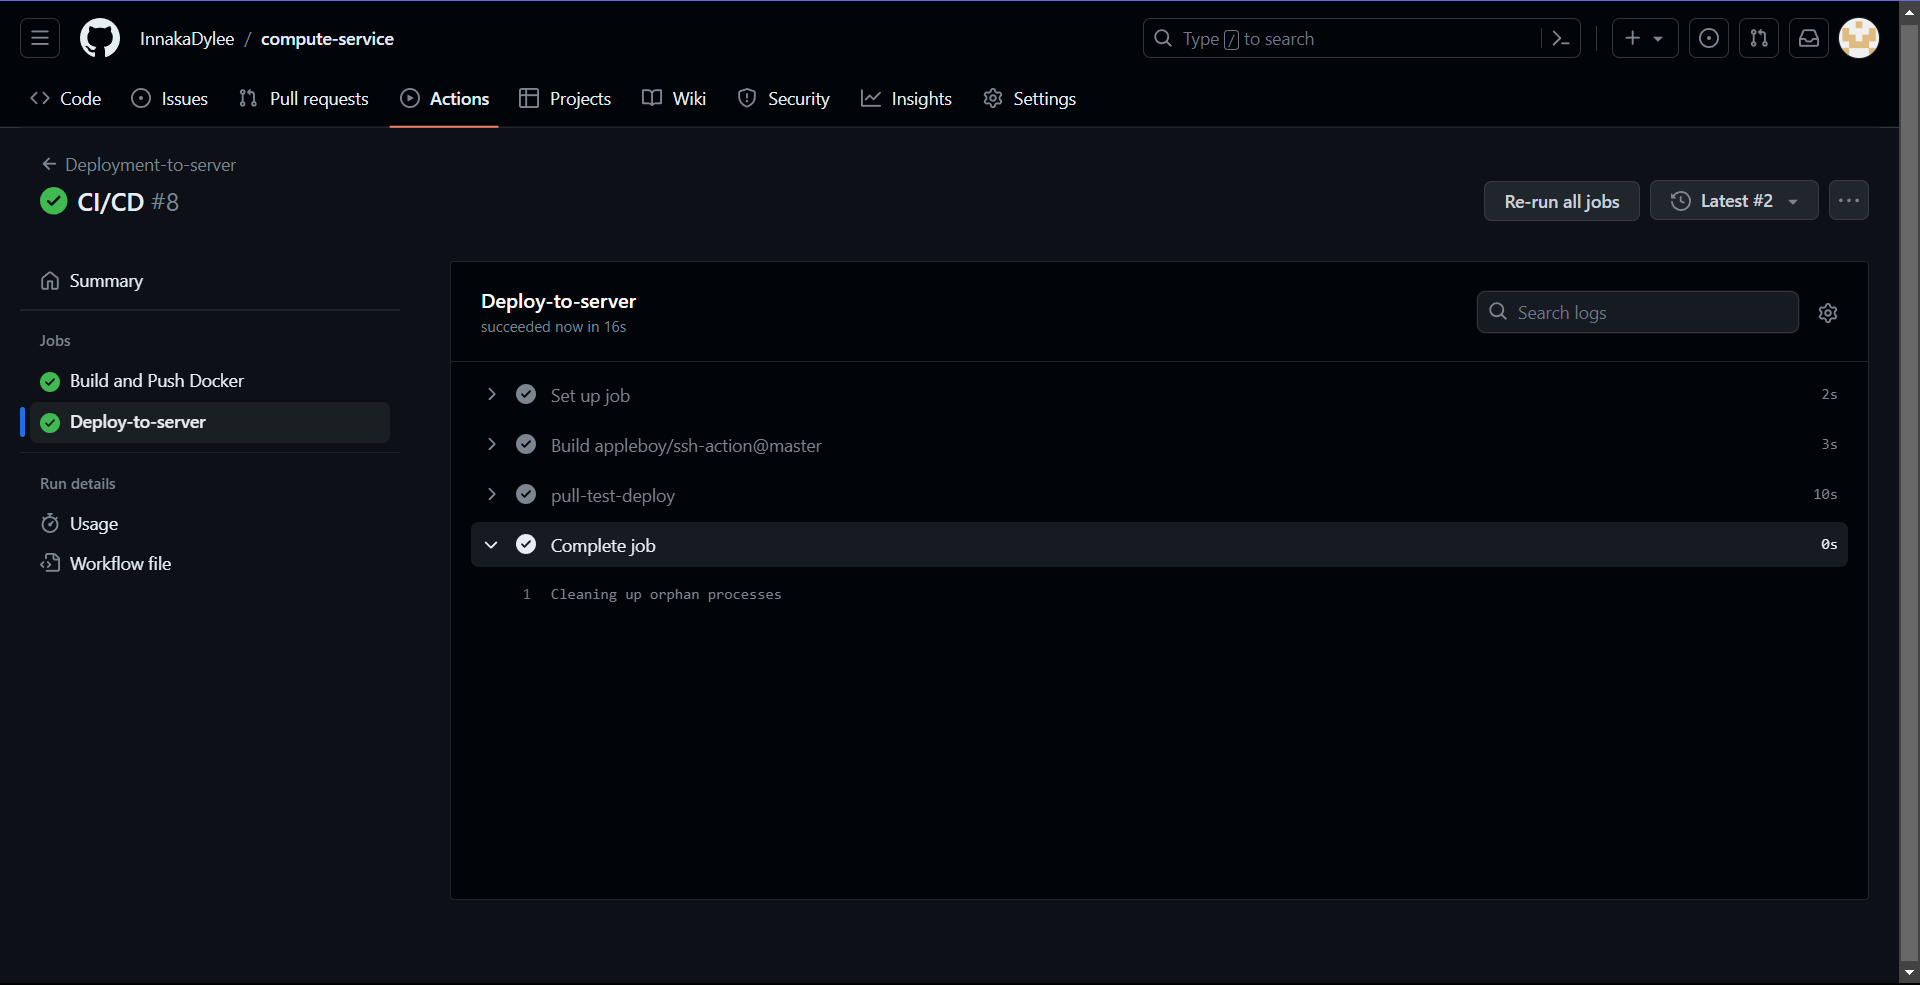 InnakaDylee / compute-service
Type / to search
Code Issues Pull requests Actions Projects Wiki Security Insights Settings
Deployment-to-server
CI/CD #8
Re-run all jobs
Latest #2
Summary
Jobs
Build and Push Docker
Deploy-to-server
Run details
Usage
Workflow file
Deploy-to-server
succeeded now in 16s
Search logs
Set up job 2s
Build appleboy/ssh-action@master 3s
pull-test-deploy 10s
Complete job 0s
1 Cleaning up orphan processes